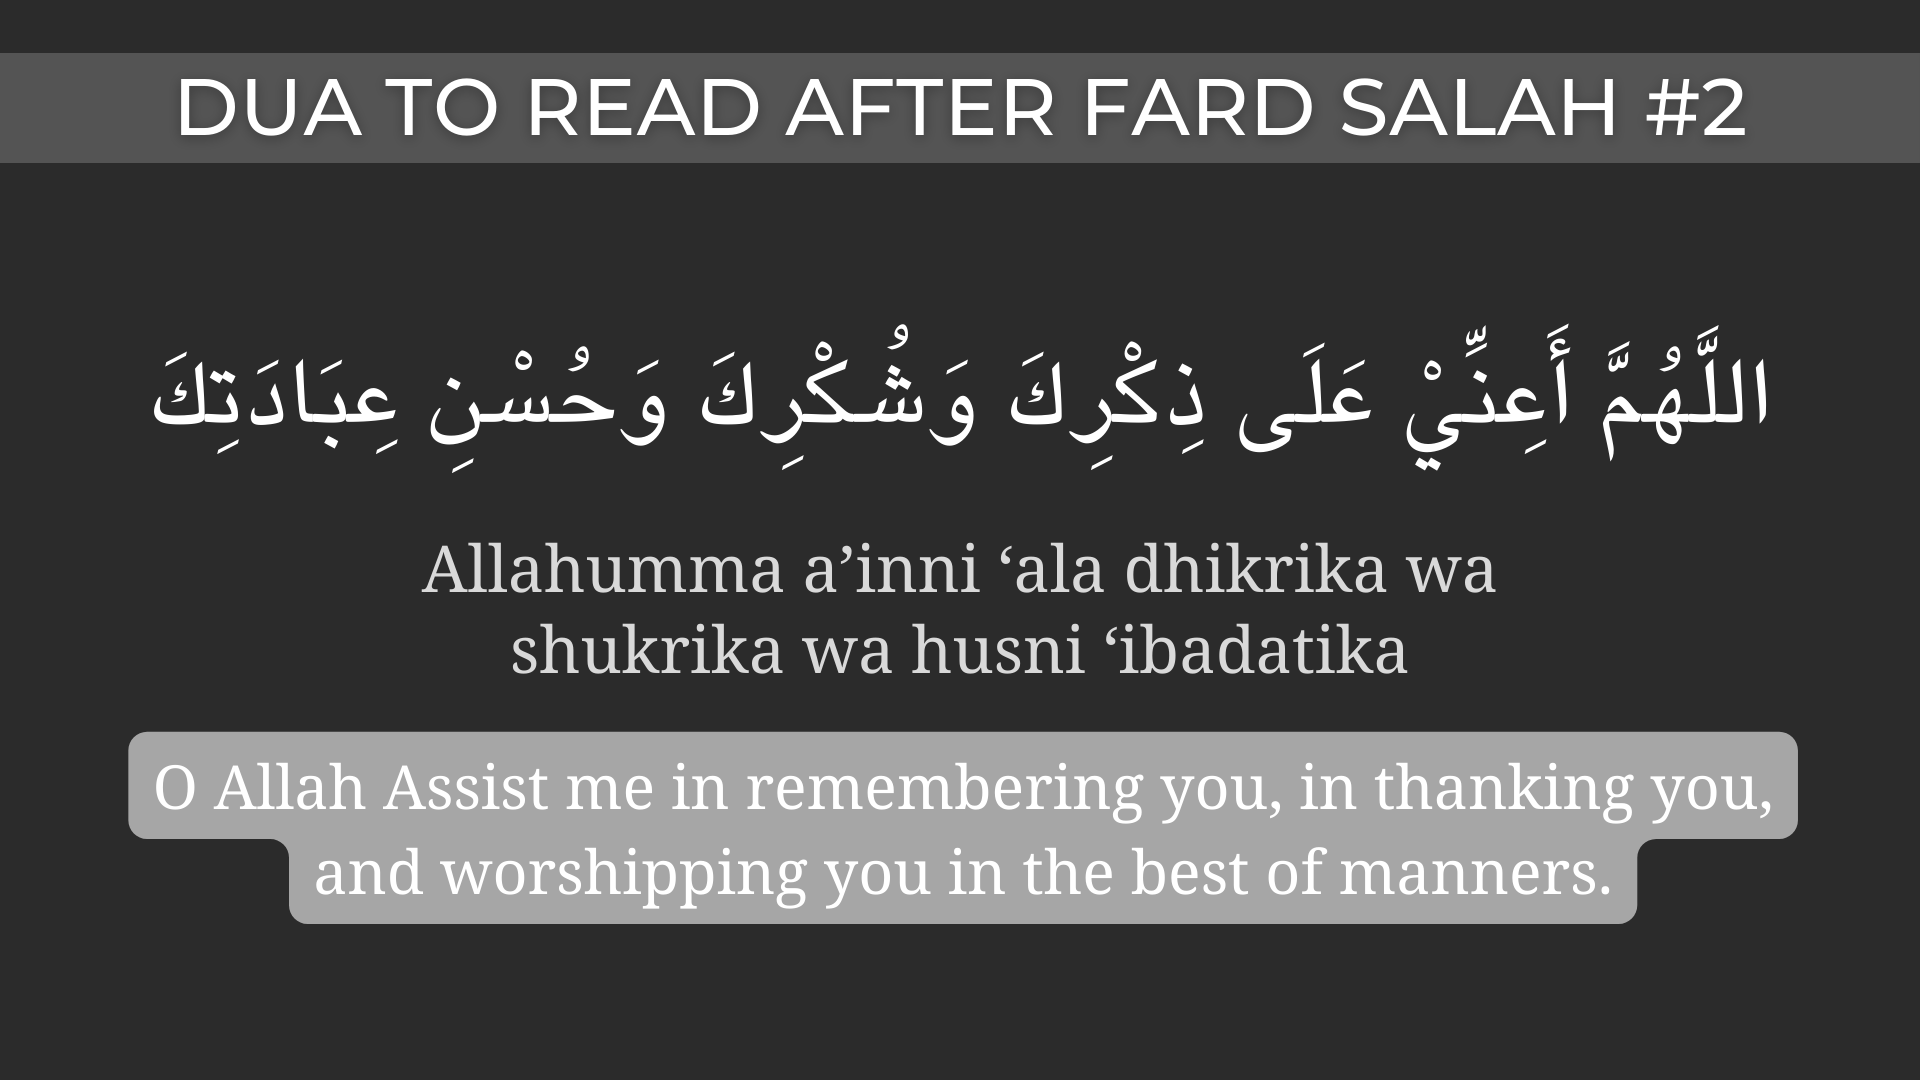 DUA TO READ AFTER FARD SALAH #2
اللَّهُمَّ أَعِنِّيْ عَلَى ذِكْرِكَ وَشُكْرِكَ وَحُسْنِ عِبَادَتِكَ
Allahumma a’inni ‘ala dhikrika wa
shukrika wa husni ‘ibadatika
O Allah Assist me in remembering you, in thanking you,
and worshipping you in the best of manners.